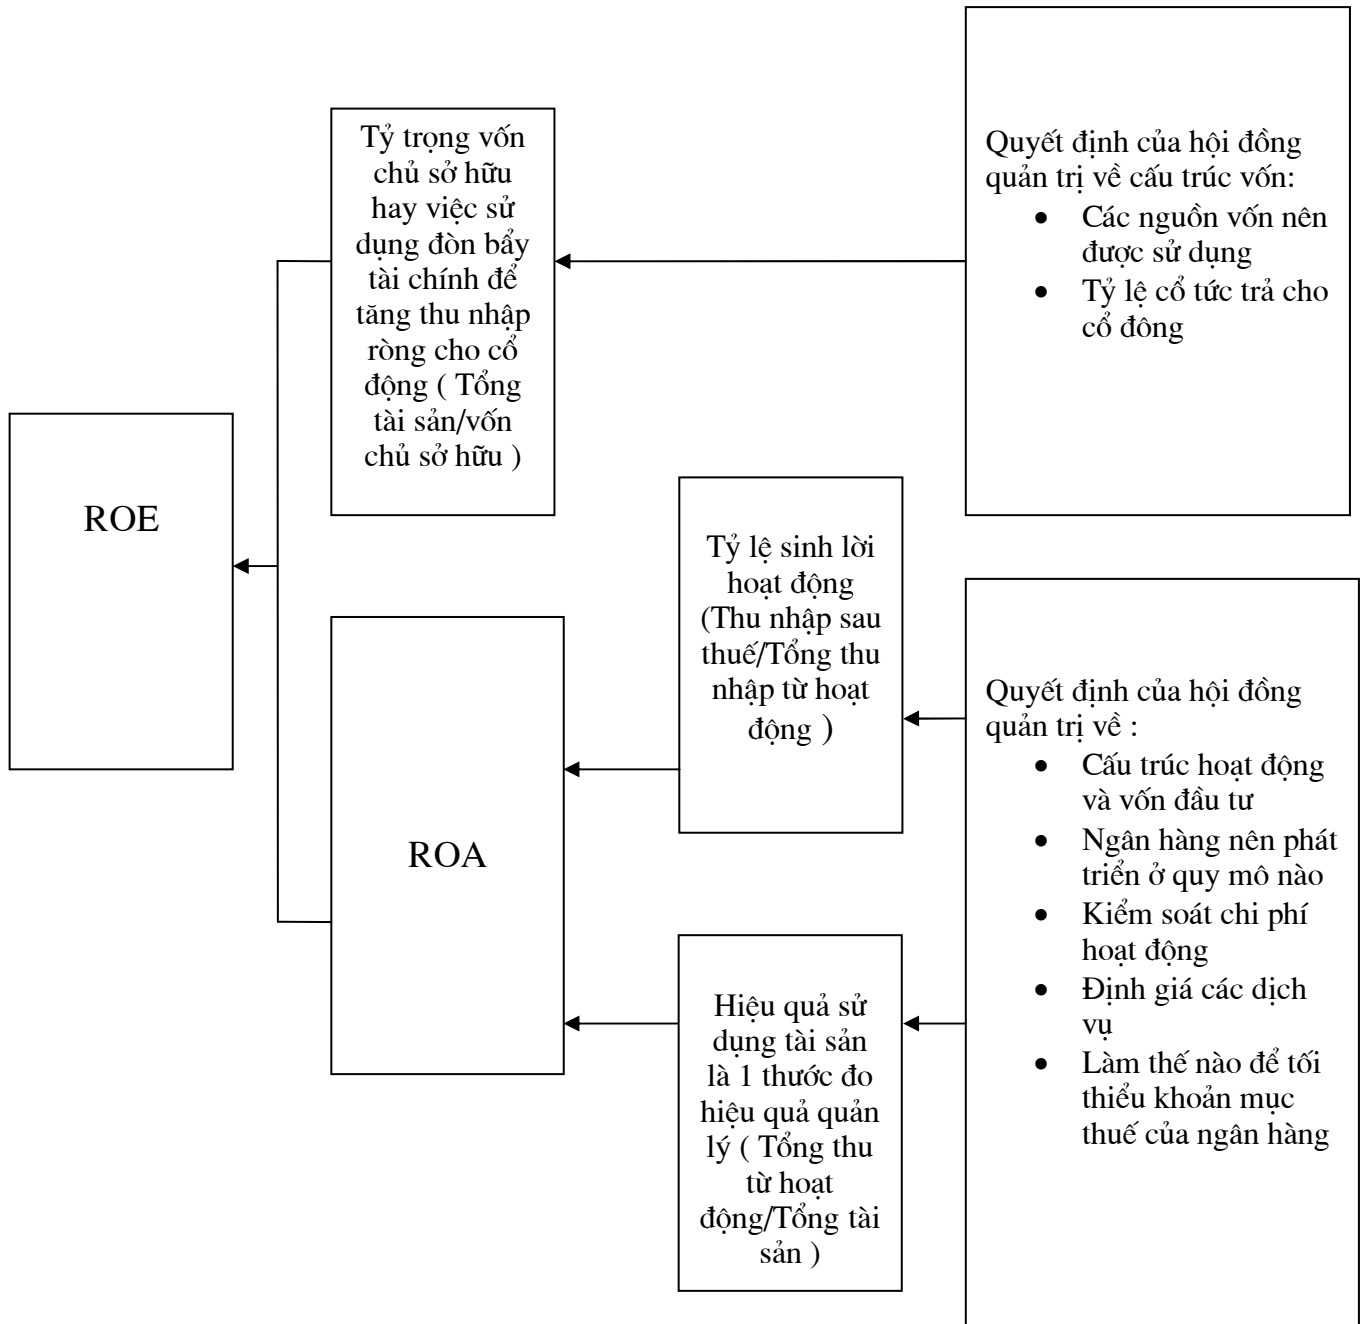 Tỷ trọng vốn
chủ sở hữu
hay việc sử
dụng đòn bẩy
tài chính để
tăng thu nhập
ròng cho cổ
động ( Tổng
tài sản/vốn
chủ sở hữu )
Quyết định của hội đồng
quản trị về cấu trúc vốn:
• Các nguồn vốn nên
được sử dụng
• Tỷ lệ cổ tức trả cho
cổ đông
ROE
Tỷ lệ sinh lời
hoạt động
(Thu nhập sau
thuế/Tổng thu
nhập từ hoạt
động )
ROA
Quyết định của hội đồng
quản trị về :
• Cấu trúc hoạt động
và vốn đầu tư
• Ngân hàng nên phát
triển ở quy mô nào
• Kiểm soát chi phí
hoạt động
• Định giá các dịch
vụ
• Làm thế nào để tối
thiểu khoản mục
thuế của ngân hàng
Hiệu quả sử
dụng tài sản
là 1 thước đo
hiệu quả quản
lý ( Tổng thu
từ hoạt
động/Tổng tài
sản )